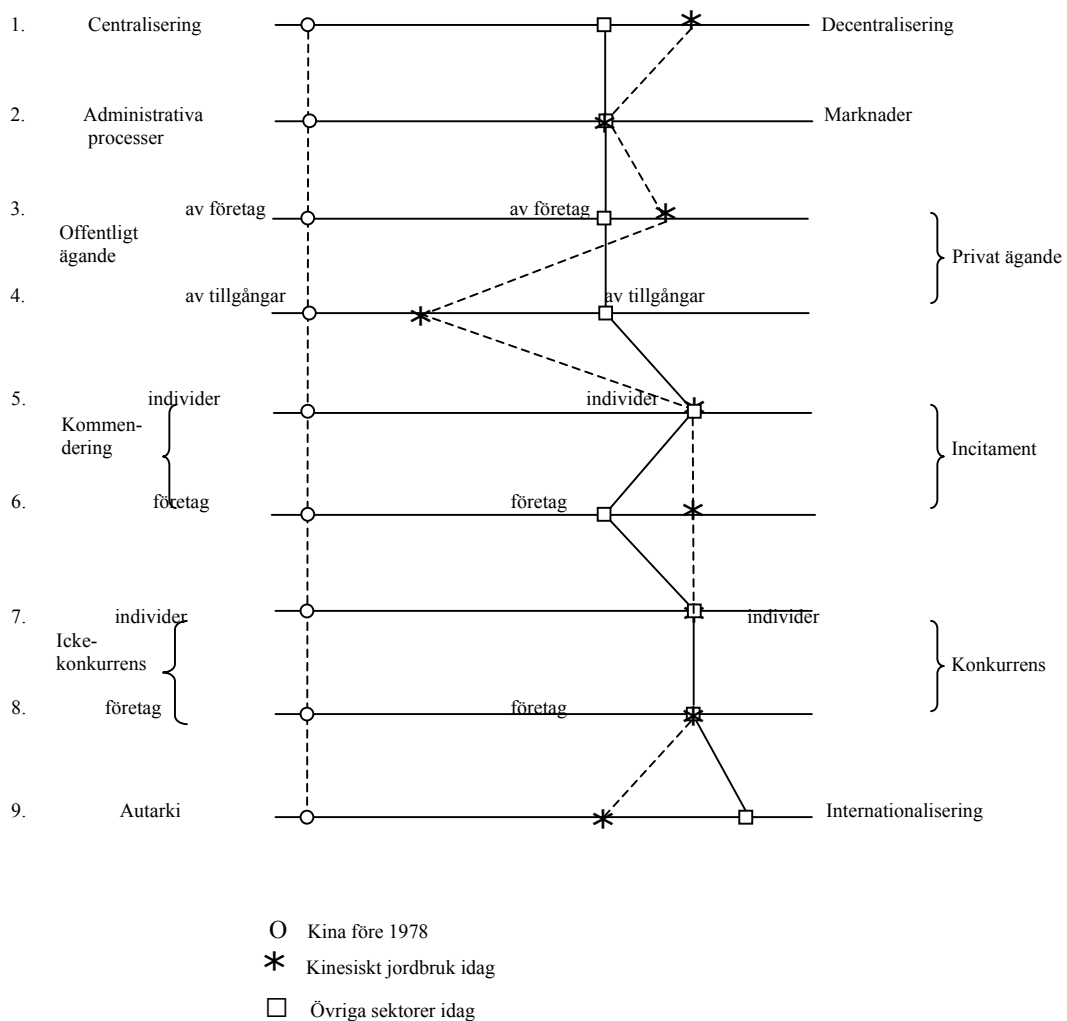 1. Centralisering Decentralisering
2. Administrativa Marknader
processer
3. av företag av företag
Offentligt
ägande
Privat ägande
4. av tillgångar av tillgångar
5. individer individer
Kommen-
dering
Incitament
6. företag företag
7. individer individer
Icke-
konkurrens
Konkurrens
8. företag företag
9. Autarki Internationalisering
O Kina före 1978
* Kinesiskt jordbruk idag
□ Övriga sektorer idag